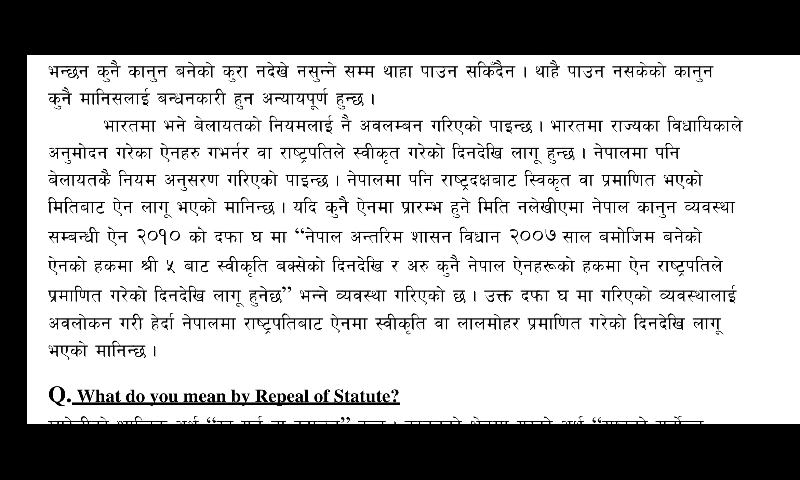 भन्छन कुनै कानुन बनेको कुरा नदेखे नसुन्ने सम्म थाहा पाउन सकिँदैन । थाहै पाउन नसकेको कानुन
कुनै मानिसलाई बन्धनकारी हुन अन्यायपूर्ण हुन्छ ।
भारतमा भने बेलायतको नियमलाई नै अवलम्बन गरिएको पाइन्छ । भारतमा राज्यका विधायिकाले
अनुमोदन गरेका ऐनहरु गभर्नर वा राष्ट्रपतिले स्वीकृत गरेको दिनदेखि लागू हुन्छ । नेपालमा पनि
बेलायतकै नियम अनुसरण गरिएको पाइन्छ । नेपालमा पनि राष्ट्रदक्षबाट स्विकृत वा प्रमाणित भएको
मितिबाट ऐन लागू भएको मानिन्छ । यदि कुनै ऐनमा प्रारम्भ हुने मिति नलेखीएमा नेपाल कानुन व्यवस्था
सम्बन्धी ऐन २०१० को दफा घ मा “नेपाल अन्तरिम शासन विधान २००७ साल बमोजिम बनेको
ऐनको हकमा श्री ५ बाट स्वीकृति बक्सेको दिनदेखि र अरु कुनै नेपाल ऐनहरूको हकमा ऐन राष्ट्रपतिले
प्रमाणित गरेको दिनदेखि लागू हुनेछ” भन्ने व्यवस्था गरिएको छ । उक्त दफा घ मा गरिएको व्यवस्थालाई
अवलोकन गरी हेर्दा नेपालमा राष्ट्रपतिबाट ऐनमा स्वीकृति वा लालमोहर प्रमाणित गरेको दिनदेखि लागू
भएको मानिन्छ ।
Q. What do you mean by Repeal of Statute?